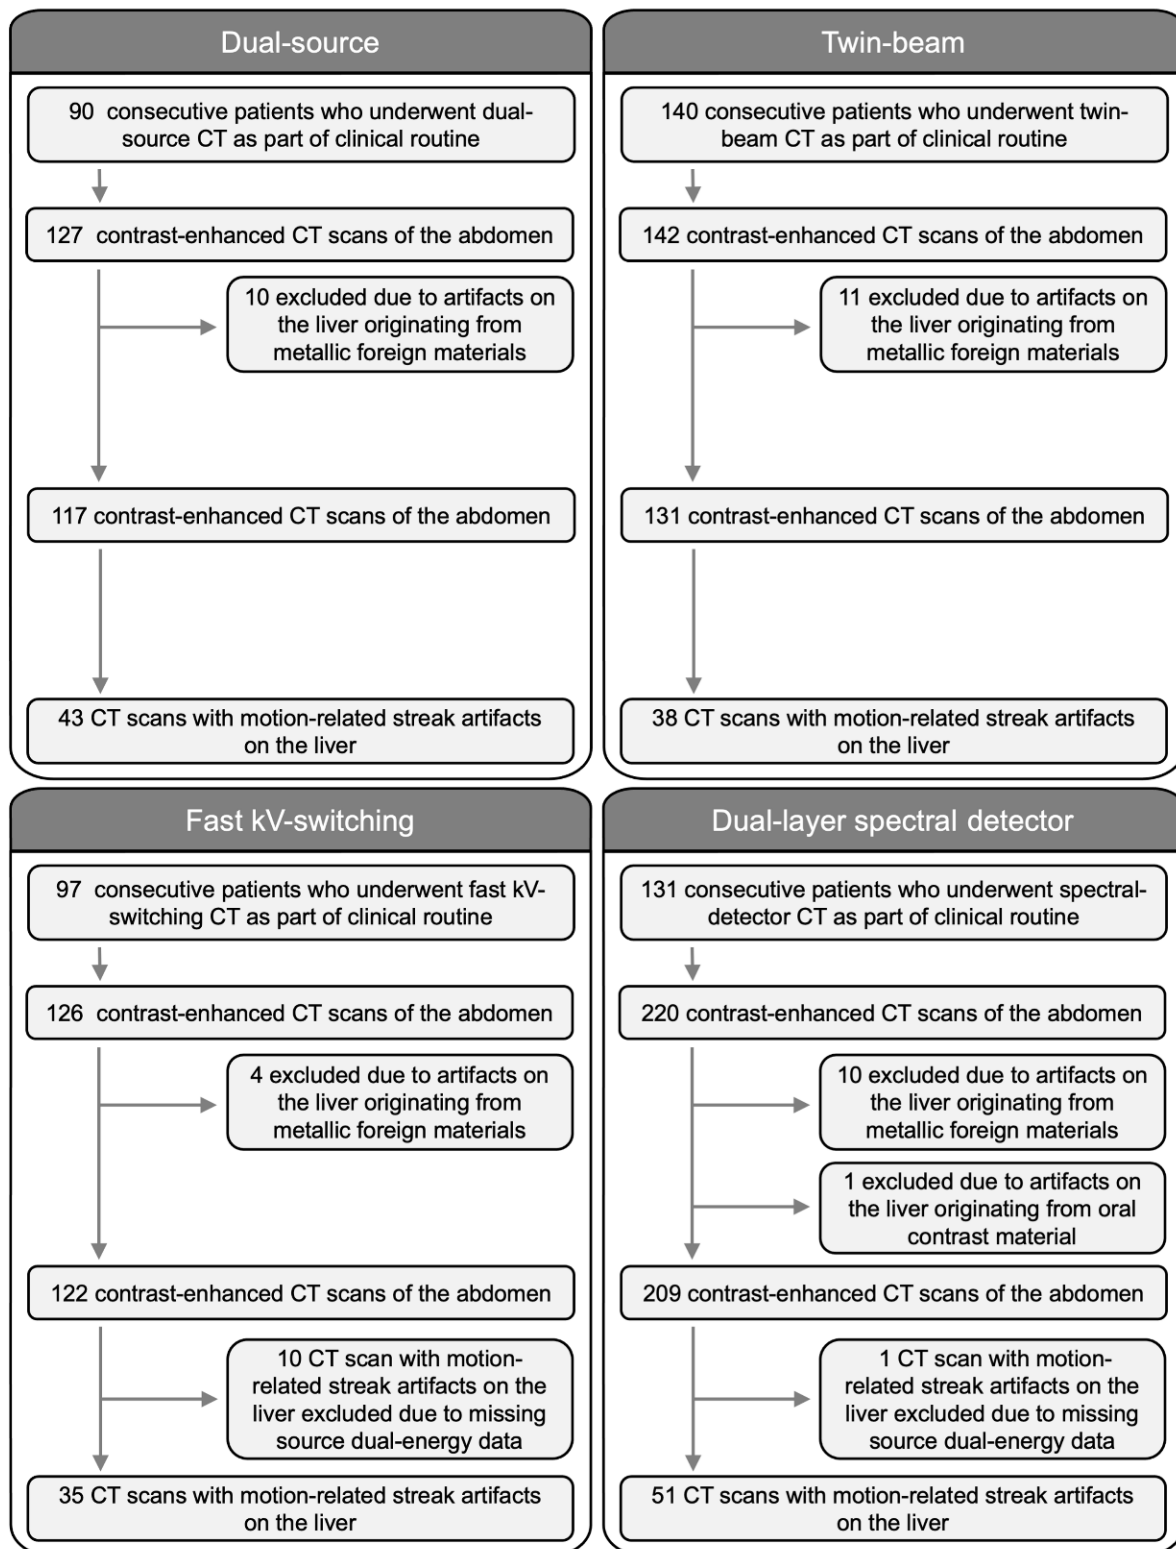 Dual-source
90 consecutive patients who underwent dual-
source CT as part of clinical routine
127 contrast-enhanced CT scans of the abdomen
10 excluded due to artifacts on
the liver originating from
metallic foreign materials
117 contrast-enhanced CT scans of the abdomen
43 CT scans with motion-related streak artifacts
on the liver
Twin-beam
140 consecutive patients who underwent twin-
beam CT as part of clinical routine
142 contrast-enhanced CT scans of the abdomen
11 excluded due to artifacts on
the liver originating from
metallic foreign materials
131 contrast-enhanced CT scans of the abdomen
38 CT scans with motion-related streak artifacts
on the liver
Fast kV-switching
97 consecutive patients who underwent fast kV-
switching CT as part of clinical routine
126 contrast-enhanced CT scans of the abdomen
4 excluded due to artifacts on
the liver originating from
metallic foreign materials
122 contrast-enhanced CT scans of the abdomen
10 CT scan with motion-
related streak artifacts on the
liver excluded due to missing
source dual-energy data
35 CT scans with motion-related streak artifacts
on the liver
Dual-layer spectral detector
131 consecutive patients who underwent spectral-
detector CT as part of clinical routine
220 contrast-enhanced CT scans of the abdomen
10 excluded due to artifacts on
the liver originating from
metallic foreign materials
1 excluded due to artifacts on
the liver originating from oral
contrast material
209 contrast-enhanced CT scans of the abdomen
1 CT scan with motion-
related streak artifacts on the
liver excluded due to missing
source dual-energy data
51 CT scans with motion-related streak artifacts
on the liver